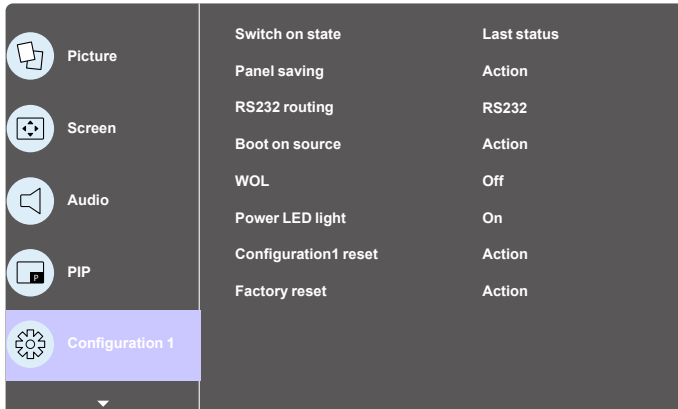 Picture
Screen
Audio
PIP
P
Configuration 1
Switch on state Last status
Panel saving Action
RS232 routing RS232
Boot on source Action
WOL Off
Power LED light On
Configuration1 reset Action
Factory reset Action